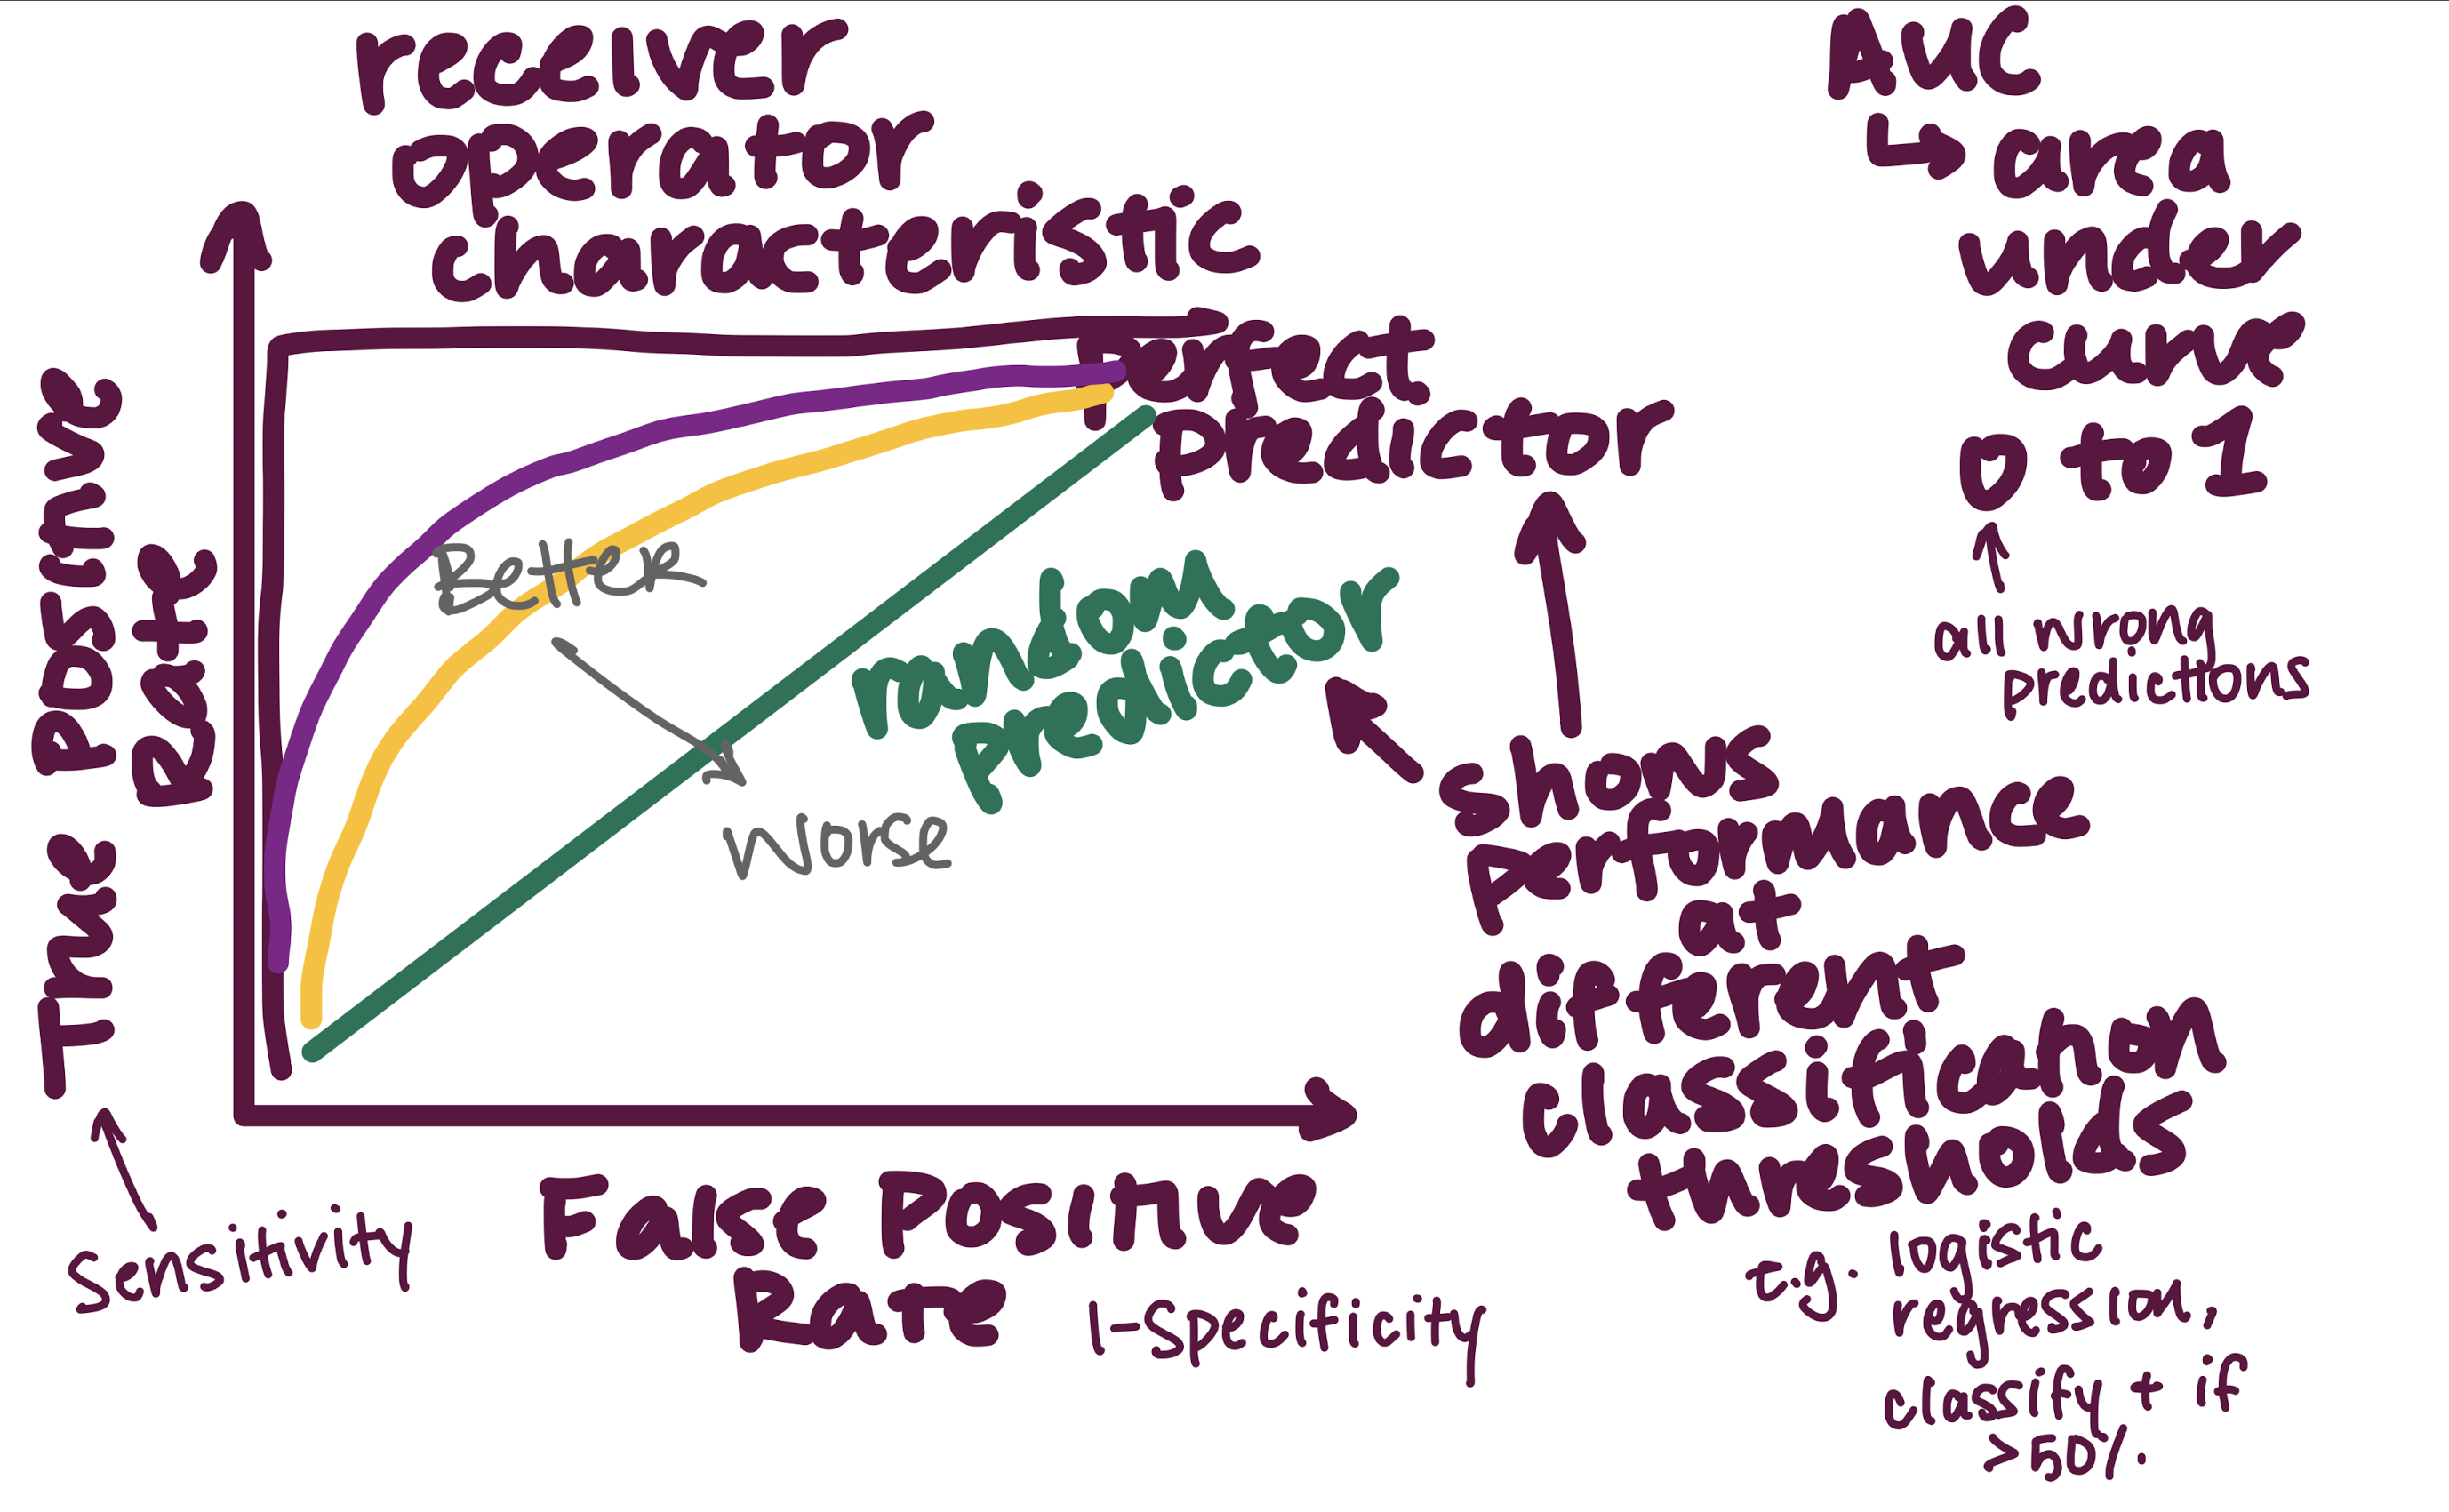 receiver
operator
characteristic
True Positive
Rate
Perfect
predictor
Better
worse
random
predictor
False Positive
Rate
sensitivity
1-specificity
shows
performance
at
different
classification
thresholds
e.g. logistic
regression,
classify + if
>50%.
AUC
area
under
curve
0 to 1
all wrong
predictions